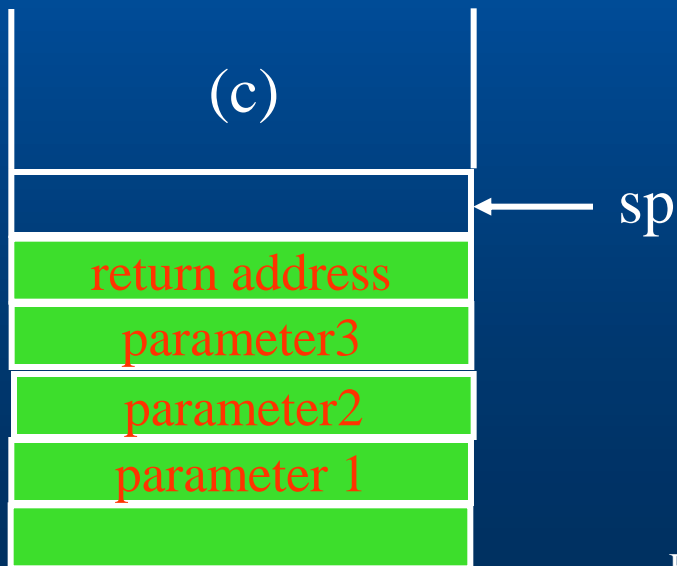 (c)
sp
return address
parameter3
parameter2
parameter 1